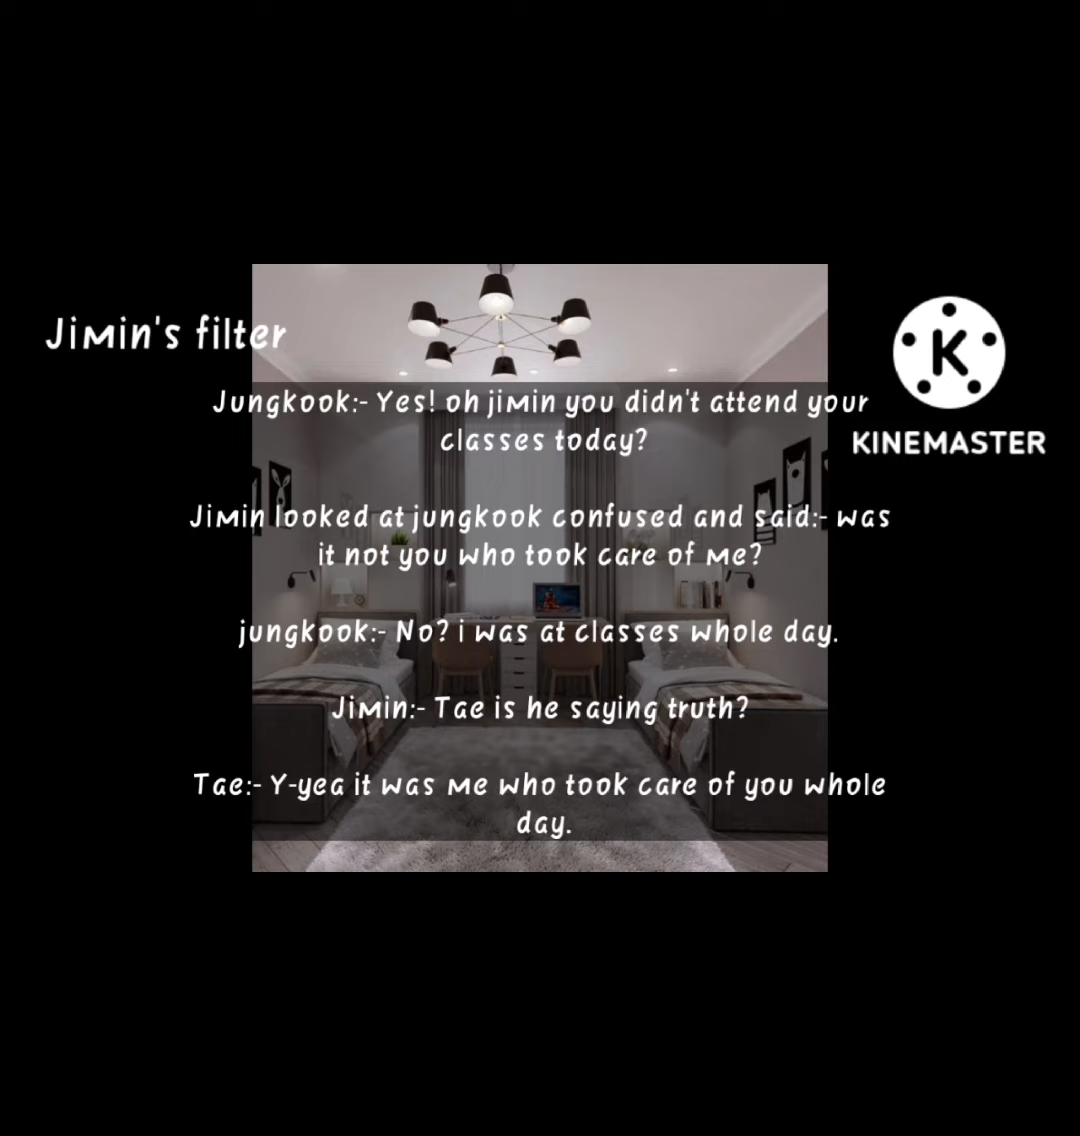 Jimin's filter
KINEMASTER
Jungkook:- Yes! oh jimin you didn't attend your
classes today?
Jimin looked at jungkook confused and said:- was
it not you who took care of me?
jungkook:- No? i was at classes whole day.
Jimin:- Tae is he saying truth?
Tae:- Y-yea it was me who took care of you whole
day.